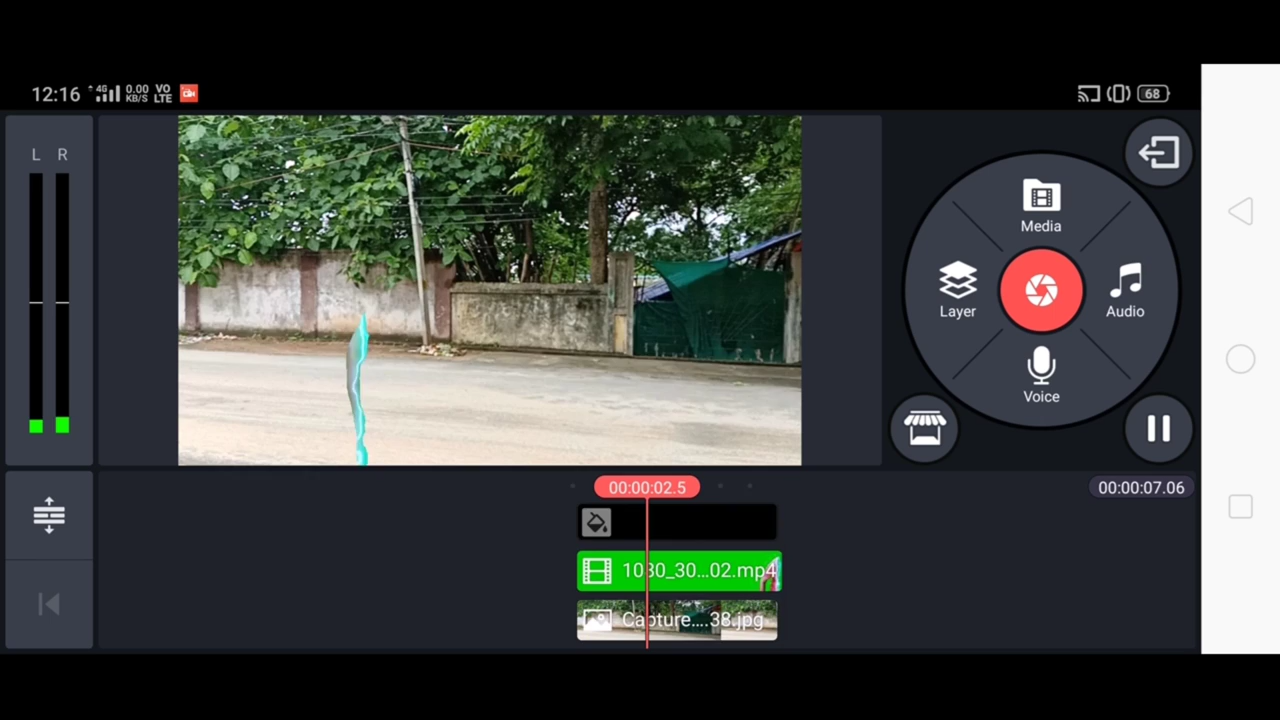 12:16 4G 0.00 KB/S VO LTE 68
L R
Media
Layer
Audio
Voice
00:00:02.5
00:00:07.06
1080_30...02.mp4
Capture....38.jpg